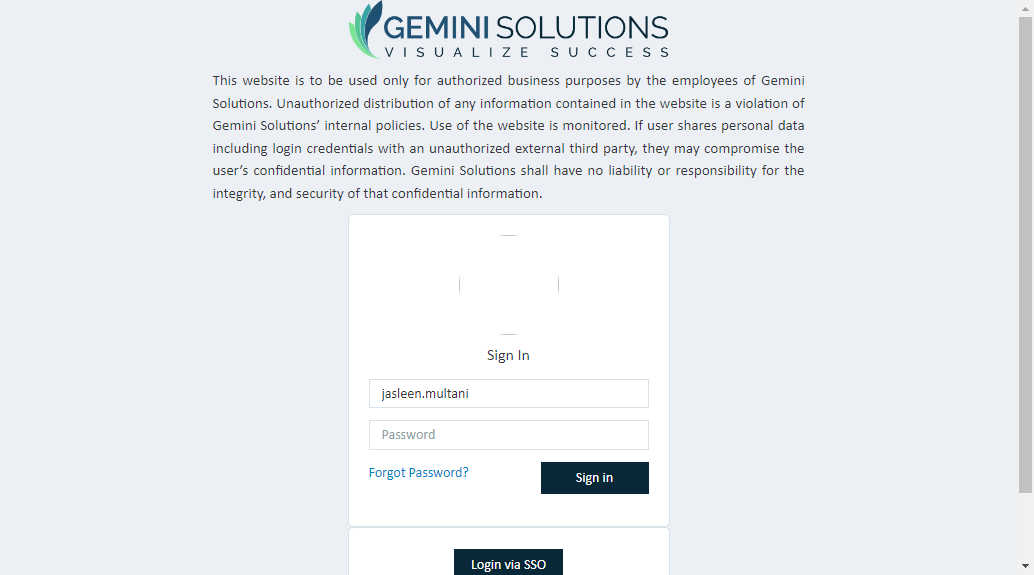 GEMINI SOLUTIONS
VISUALIZE SUCCESS
This website is to be used only for authorized business purposes by the employees of Gemini
Solutions. Unauthorized distribution of any information contained in the website is a violation of
Gemini Solutions’ internal policies. Use of the website is monitored. If user shares personal data
including login credentials with an unauthorized external third party, they may compromise the
user’s confidential information. Gemini Solutions shall have no liability or responsibility for the
integrity, and security of that confidential information.
Sign In
jasleen.multani
Password
Forgot Password?
Sign in
Login via SSO